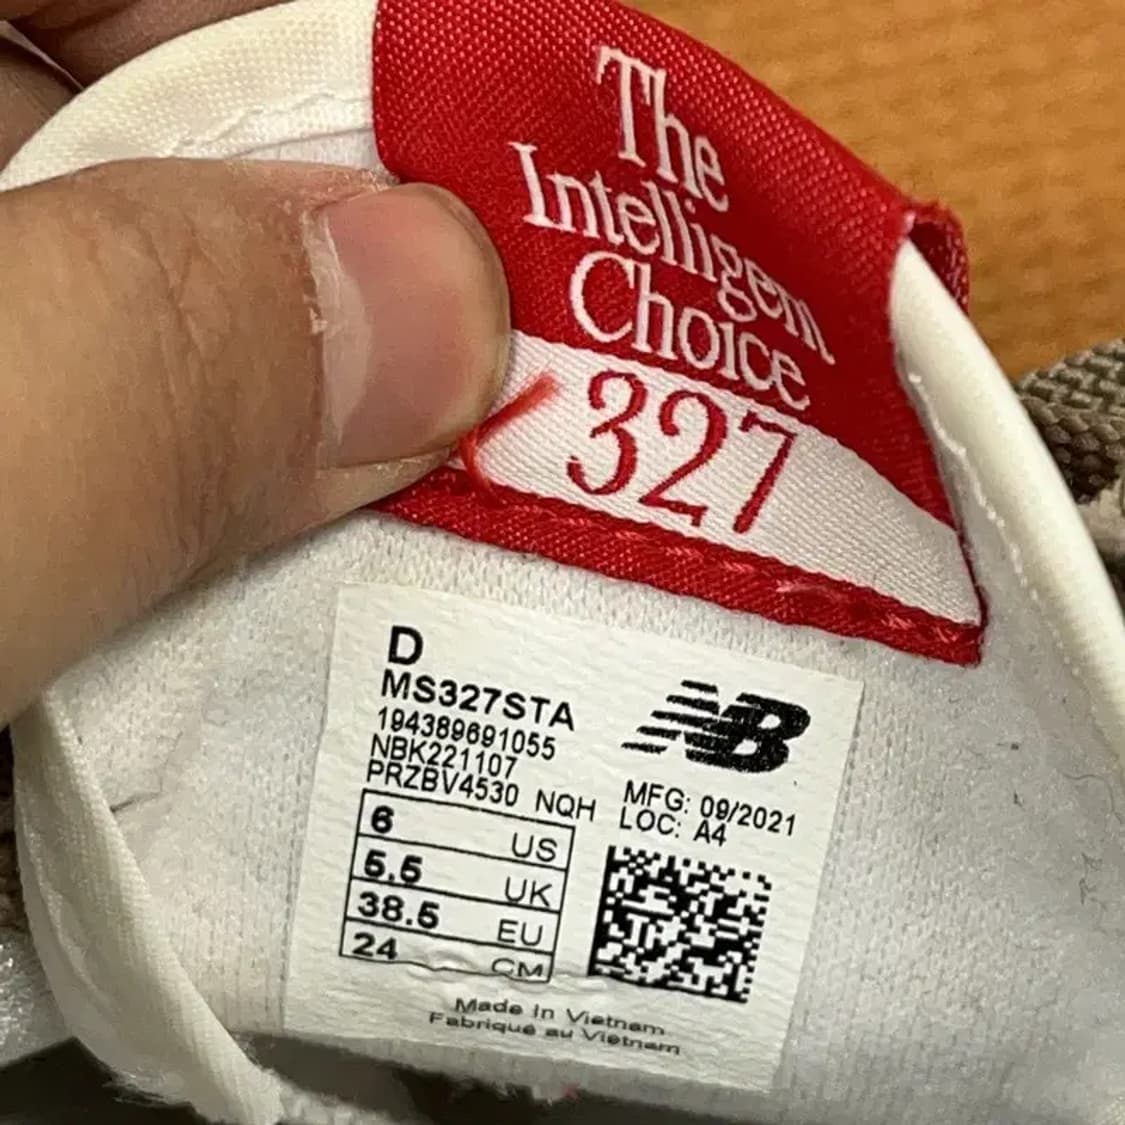 The
Intelligent
Choice
327
D
MS327STA
194389691055
NBK221107
PRZBV4530 NQH
NB
MFG: 09/2021
LOC: A4
6 US
5.5 UK
38.5 EU
24 CM
Made In Vietnam
Fabriqué au Vietnam